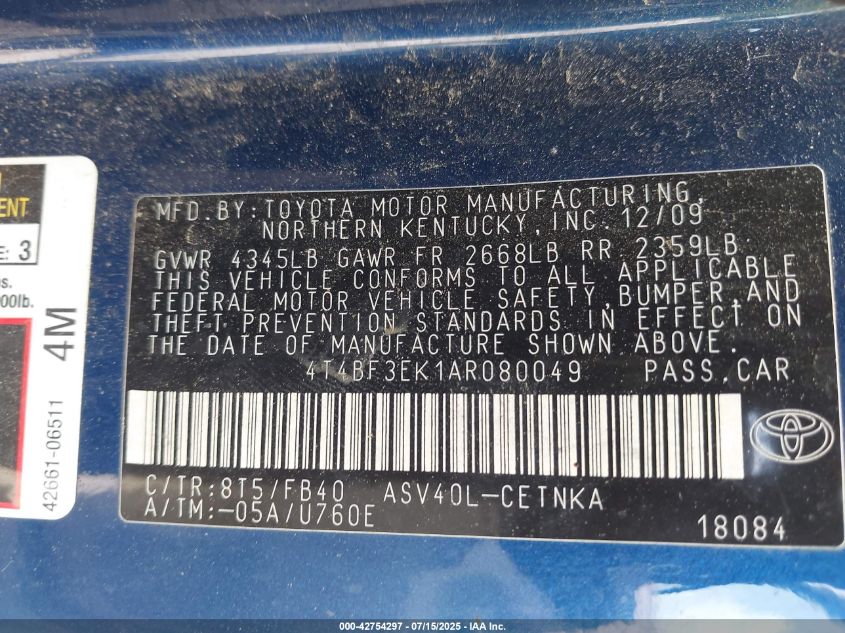 MFD. BY: TOYOTA MOTOR MANUFACTURING,
NORTHERN KENTUCKY, INC. 12/09
GVWR 4345LB GAWR FR 2668LB RR 2359LB
THIS VEHICLE CONFORMS TO ALL APPLICABLE
FEDERAL MOTOR VEHICLE SAFETY, BUMPER, AND
THEFT PREVENTION STANDARDS IN EFFECT ON
THE DATE OF MANUFACTURE SHOWN ABOVE.
4T4BF3EK1AR080049 PASS. CAR
C/TR: 8T5/FB40 ASV40L-CETNKA
A/TM: -05A/U760E
18084
E: 3
00lb.
4M
42661-06511
000-42754297 - 07/15/2025 - IAA Inc.